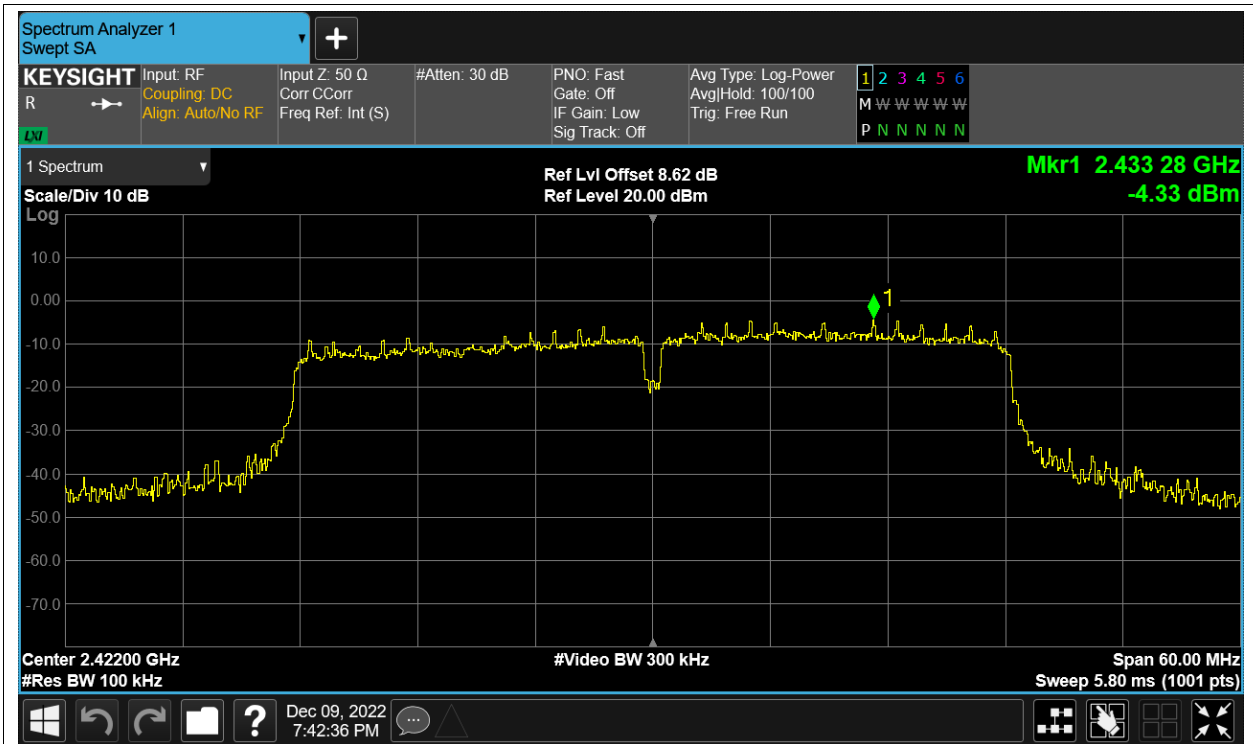 Spectrum Analyzer 1
Swept SA
KEYSIGHT
R
LXI
Input: RF
Coupling: DC
Align: Auto/No RF
Input Z: 50 Ω
Corr CCorr
Freq Ref: Int (S)
#Atten: 30 dB
PNO: Fast
Gate: Off
IF Gain: Low
Sig Track: Off
Avg Type: Log-Power
Avg|Hold: 100/100
Trig: Free Run
1 2 3 4 5 6
M W W W W W
P N N N N N
1 Spectrum
Scale/Div 10 dB
Log
Ref Lvl Offset 8.62 dB
Ref Level 20.00 dBm
Mkr1 2.433 28 GHz
-4.33 dBm
10.0
0.00
-10.0
-20.0
-30.0
-40.0
-50.0
-60.0
-70.0
1
Center 2.42200 GHz
#Res BW 100 kHz
#Video BW 300 kHz
Span 60.00 MHz
Sweep 5.80 ms (1001 pts)
?
Dec 09, 2022
7:42:36 PM